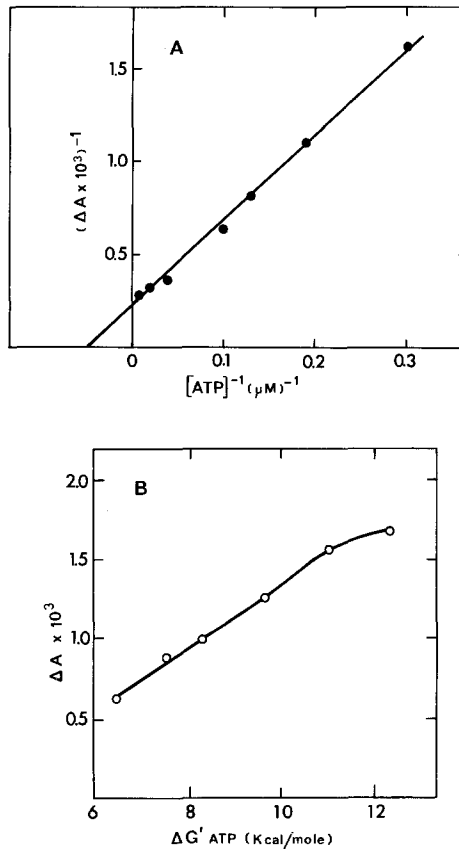 A
1.5
1.0
0.5
(ΔA x 10³)⁻¹
0 0.1 0.2 0.3
[ATP]⁻¹ (μM)⁻¹
B
2.0
1.5
1.0
0.5
ΔA x 10³
6 8 10 12
ΔG' ATP (Kcal/mole)